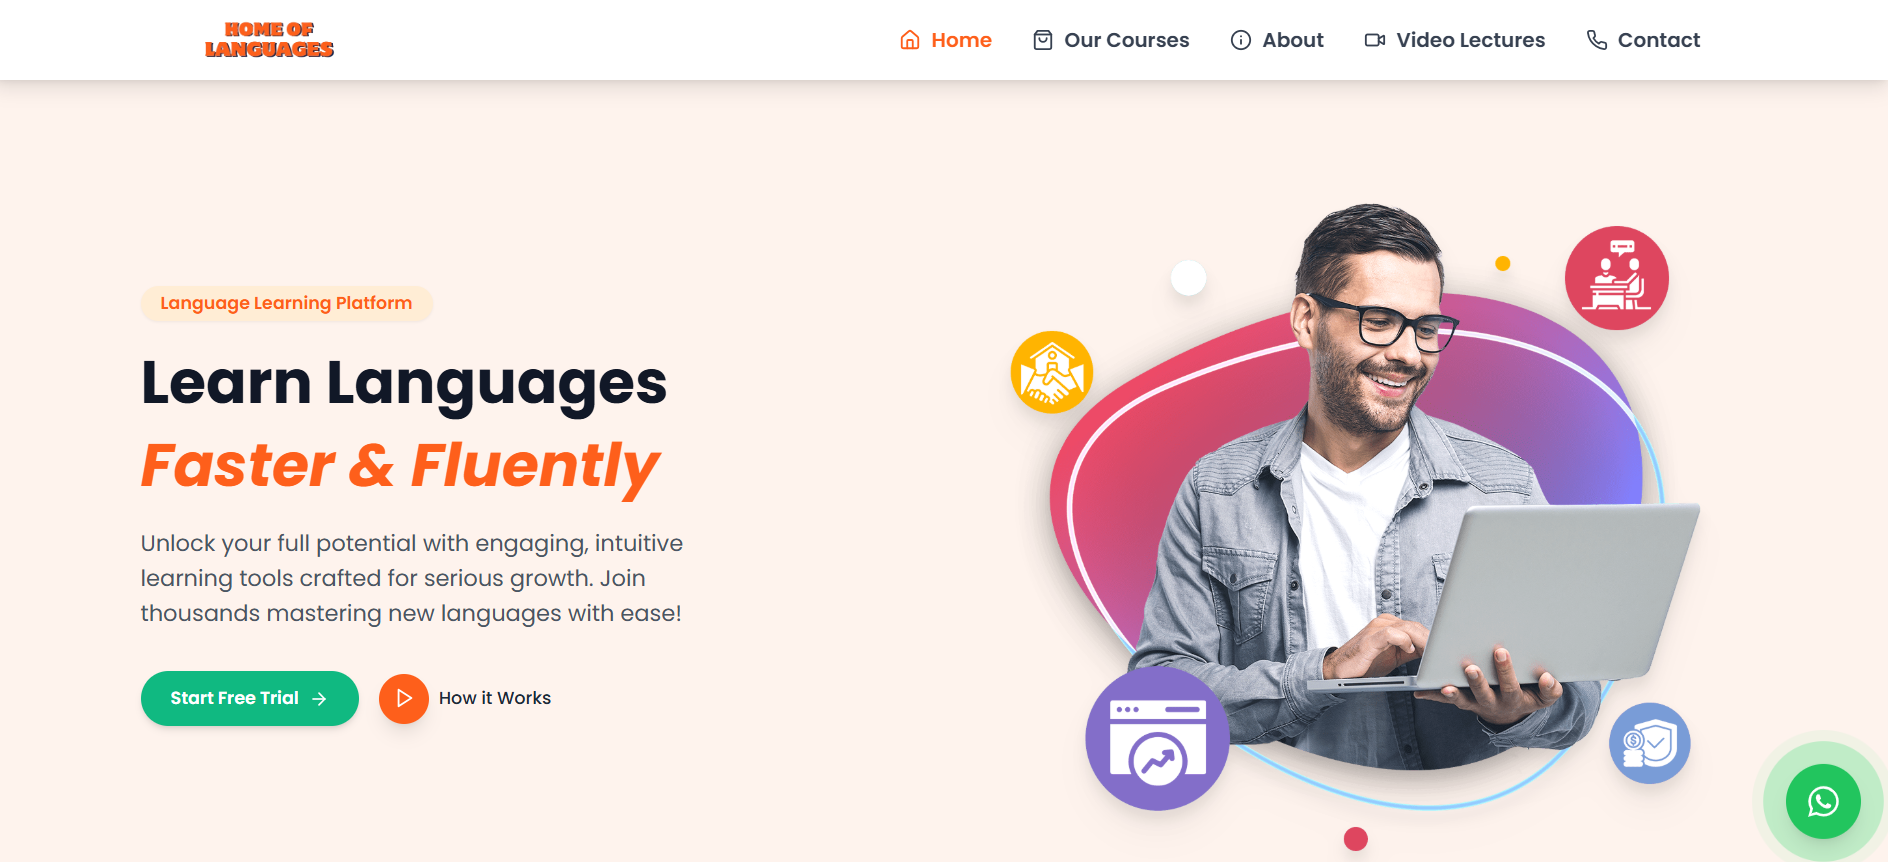 HOME OF
LANGUAGES
Home
Our Courses
About
Video Lectures
Contact
Language Learning Platform
Learn Languages
Faster & Fluently
Unlock your full potential with engaging, intuitive
learning tools crafted for serious growth. Join
thousands mastering new languages with ease!
Start Free Trial
How it Works